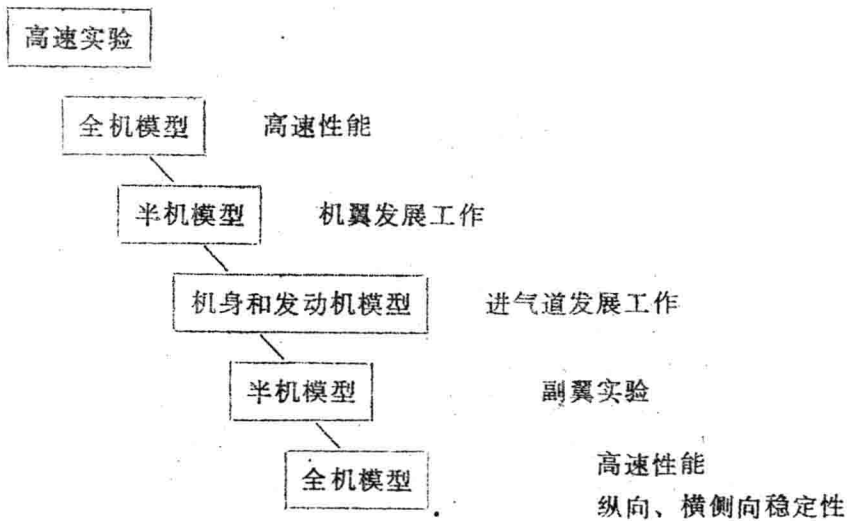 高速实验
全机模型 高速性能
半机模型 机翼发展工作
机身和发动机模型 进气道发展工作
半机模型 副翼实验
全机模型 高速性能
纵向、横侧向稳定性